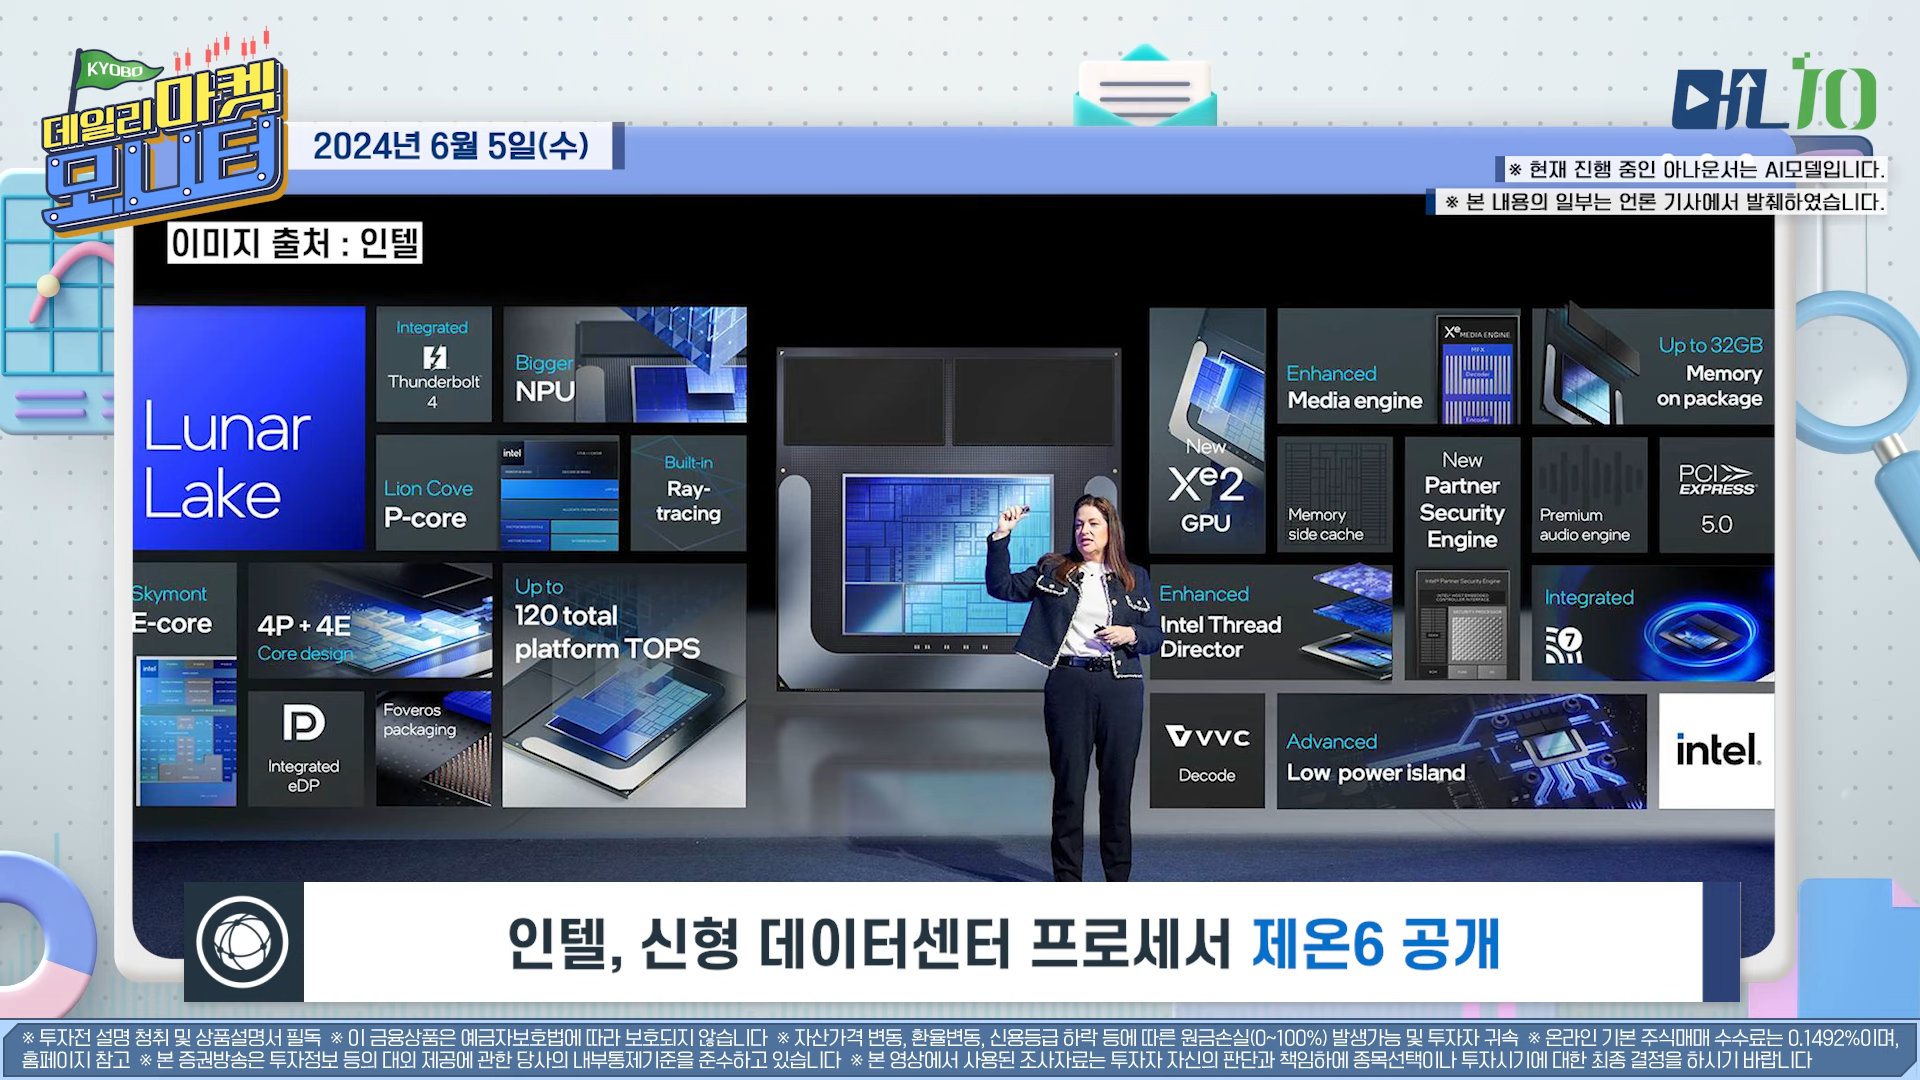 KYOBO
데일리 마켓
모니터
2024년 6월 5일(수)
머니10
※ 현재 진행 중인 아나운서는 AI모델입니다.
※ 본 내용의 일부는 언론 기사에서 발췌하였습니다.
이미지 출처 : 인텔
Lunar
Lake
Integrated
Thunderbolt
4
Bigger
NPU
Lion Cove
P-core
intel
Built-in
Ray-
tracing
Skymont
E-core
intel
4P + 4E
Core design
Up to
120 total
platform TOPS
Integrated
eDP
Foveros
packaging
New
Xe2
GPU
Enhanced
Media engine
Xe MEDIA ENGINE
MFX
Decoder
Encoder
Up to 32GB
Memory
on package
Memory
side cache
New
Partner
Security
Engine
Intel® Partner Security Engine
Premium
audio engine
PCI
EXPRESS
5.0
Enhanced
Intel Thread
Director
Integrated
7
VVC
Decode
Advanced
Low power island
intel.
인텔, 신형 데이터센터 프로세서 제온6 공개
※ 투자전 설명 청취 및 상품설명서 필독 ※ 이 금융상품은 예금자보호법에 따라 보호되지 않습니다 ※ 자산가격 변동, 환율변동, 신용등급 하락 등에 따른 원금손실(0~100%) 발생가능 및 투자자 귀속 ※ 온라인 기본 주식매매 수수료는 0.1492%이며,
홈페이지 참고 ※ 본 증권방송은 투자정보 등의 대외 제공에 관한 당사의 내부통제기준을 준수하고 있습니다 ※ 본 영상에서 사용된 조사자료는 투자자 자신의 판단과 책임하에 종목선택이나 투자시기에 대한 최종 결정을 하시기 바랍니다